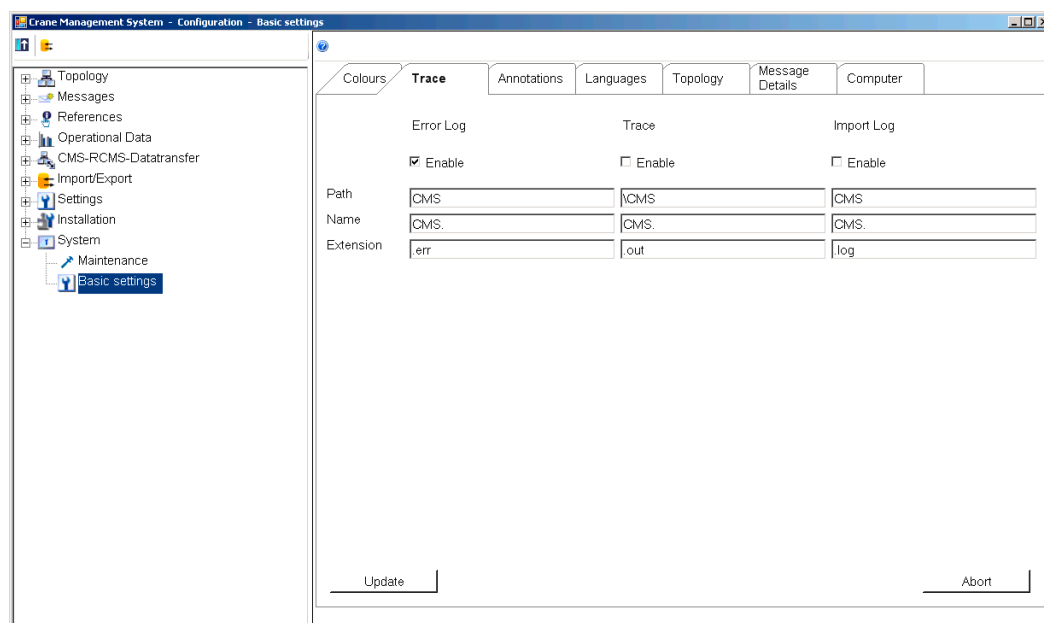 Crane Management System - Configuration - Basic settings
Topology
Messages
References
Operational Data
CMS-RCMS-Datatransfer
Import/Export
Settings
Installation
System
Maintenance
Basic settings
Colours Trace Annotations Languages Topology Message Details Computer
Error Log Trace Import Log
Enable Enable Enable
Path CMS \CMS CMS
Name CMS. CMS. CMS.
Extension .err .out .log
Update Abort